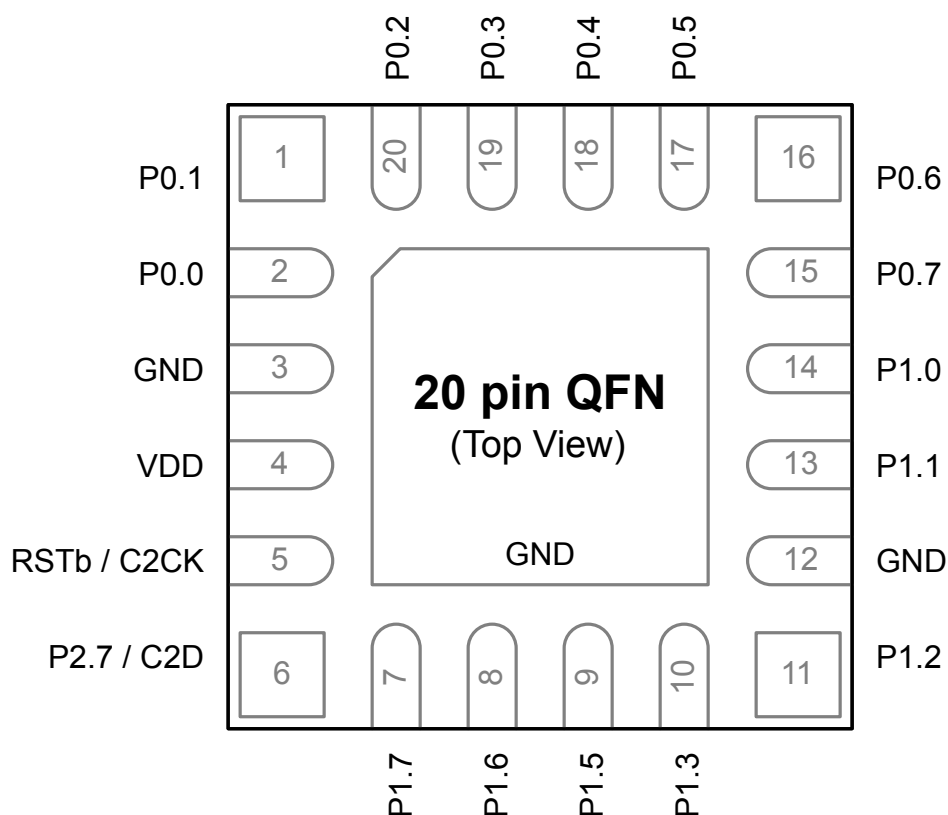 P0.2
P0.3
P0.4
P0.5
P0.1
1
20
19
18
17
16
P0.6
P0.0
2
15
P0.7
GND
3
14
P1.0
20 pin QFN
(Top View)
VDD
4
13
P1.1
RSTb / C2CK
5
GND
12
GND
P2.7 / C2D
6
7
8
9
10
11
P1.2
P1.7
P1.6
P1.5
P1.3